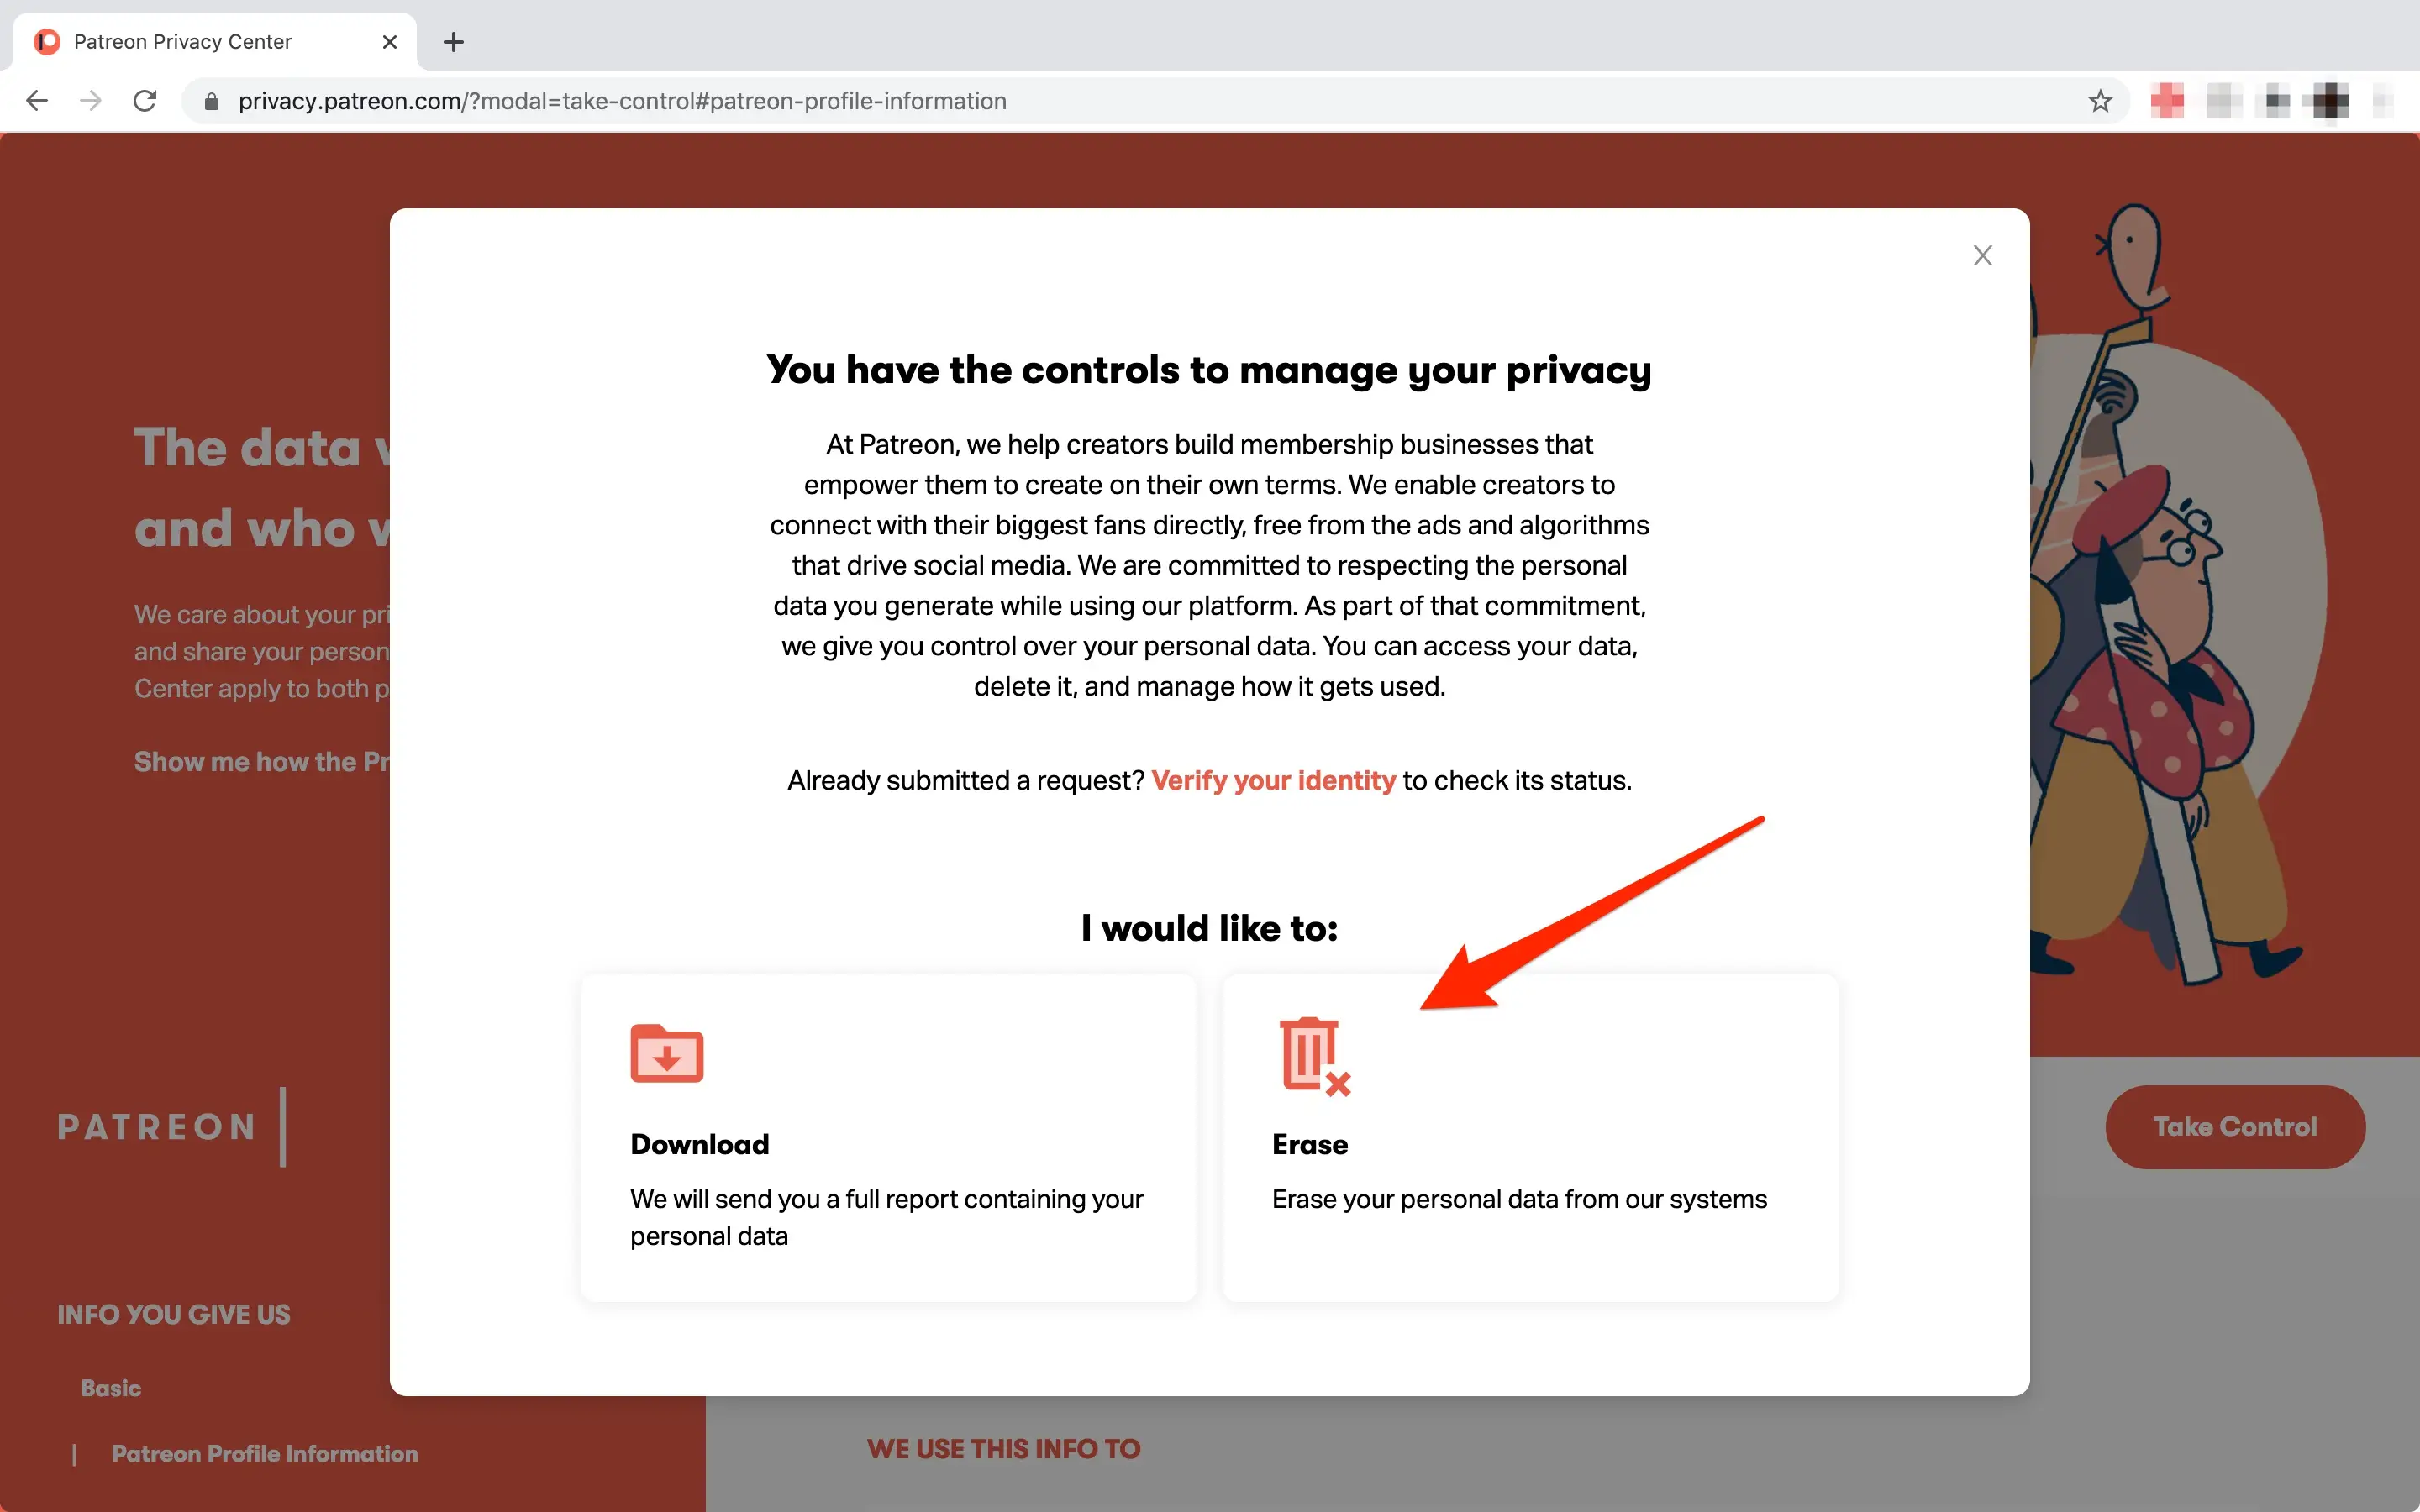 Patreon Privacy Center
privacy.patreon.com/?modal=take-control#patreon-profile-information
The data
and who
We care about your pri
and share your person
Center apply to both p
Show me how the Pr
You have the controls to manage your privacy
At Patreon, we help creators build membership businesses that
empower them to create on their own terms. We enable creators to
connect with their biggest fans directly, free from the ads and algorithms
that drive social media. We are committed to respecting the personal
data you generate while using our platform. As part of that commitment,
we give you control over your personal data. You can access your data,
delete it, and manage how it gets used.
Already submitted a request? Verify your identity to check its status.
I would like to:
Download
We will send you a full report containing your
personal data
Erase
Erase your personal data from our systems
PATREON
Take Control
INFO YOU GIVE US
Basic
Patreon Profile Information
WE USE THIS INFO TO